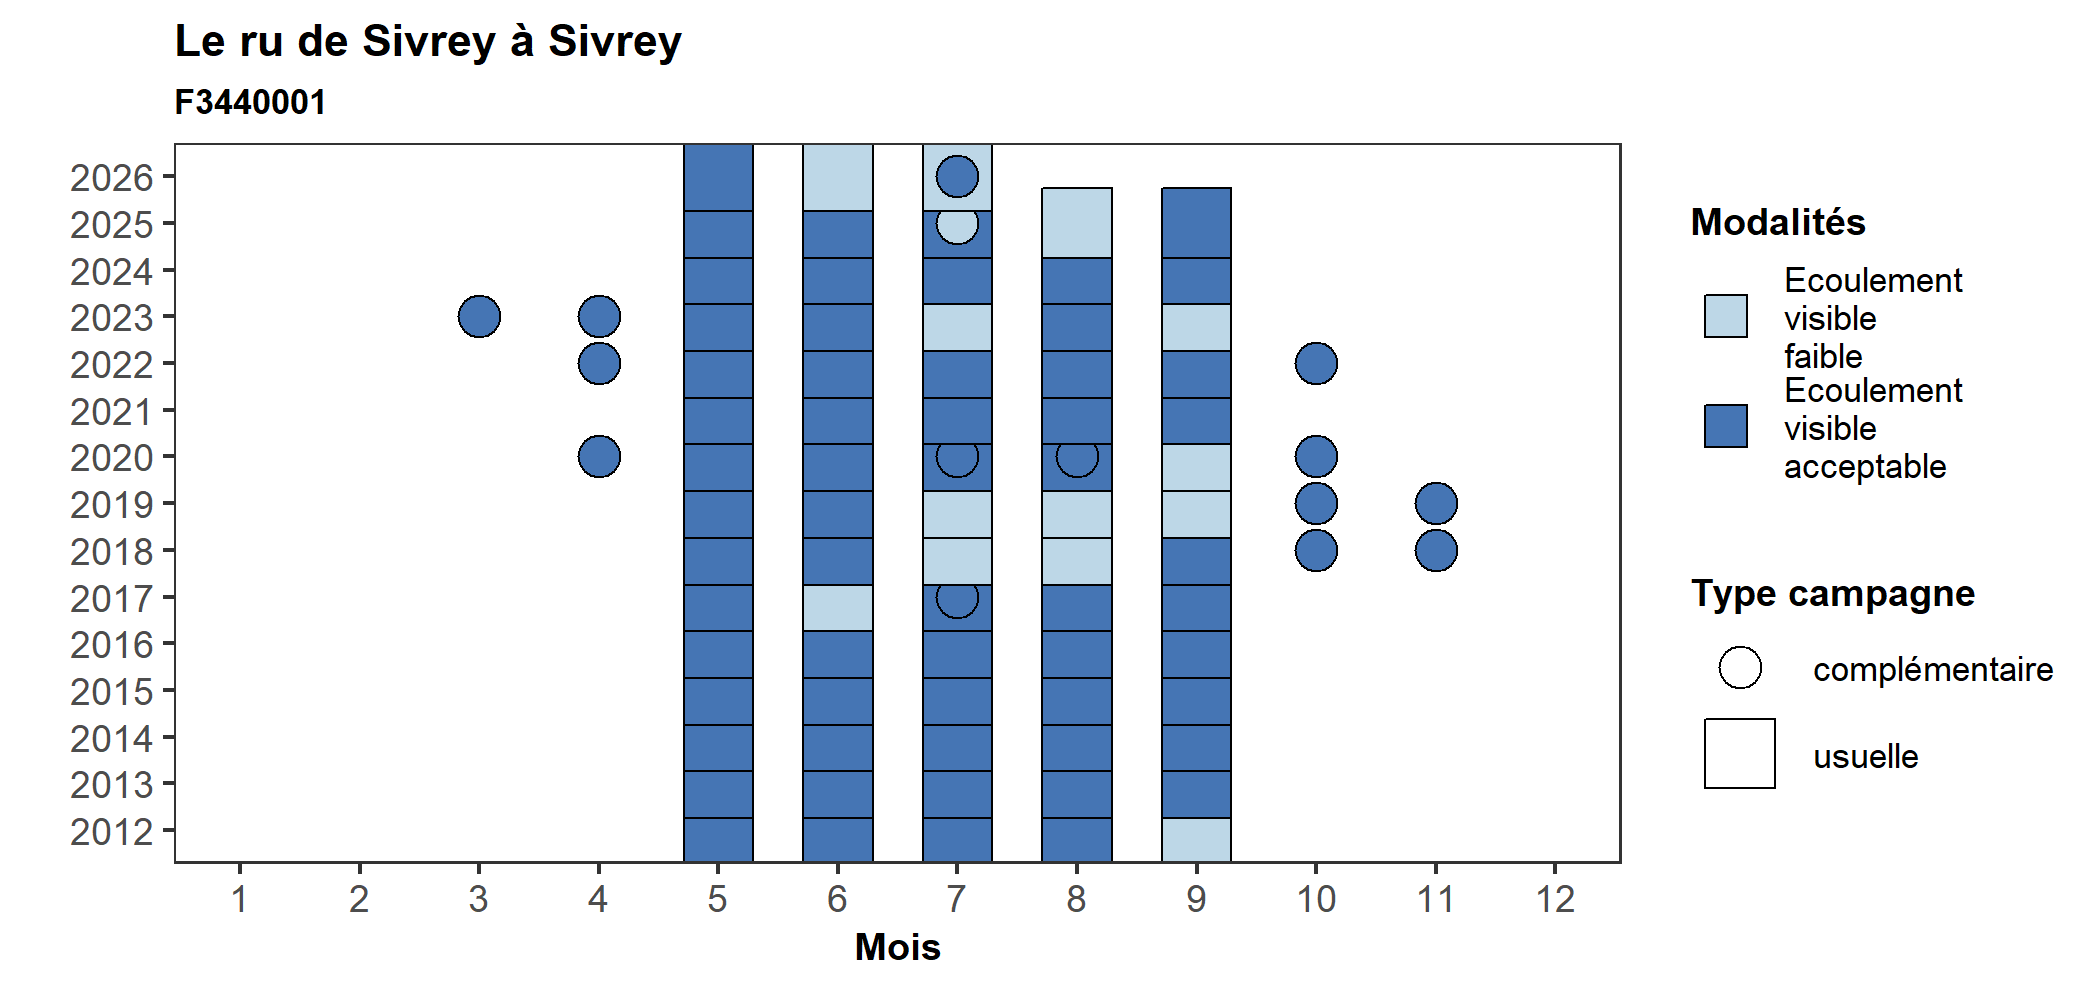 Le ru de Sivrey à Sivrey
F3440001
2026
2025
2024
2023
2022
2021
2020
2019
2018
2017
2016
2015
2014
2013
2012
1 2 3 4 5 6 7 8 9 10 11 12
Mois
Modalités
Ecoulement
visible
faible
Ecoulement
visible
acceptable
Type campagne
complémentaire
usuelle